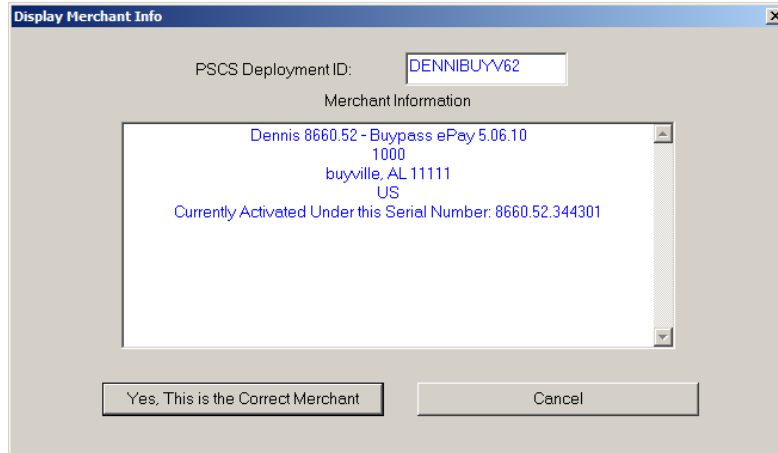 Display Merchant Info
PSCS Deployment ID: DENNIBUYV62
Merchant Information
Dennis 8660.52 - Buypass ePay 5.06.10
1000
buyville, AL 11111
US
Currently Activated Under this Serial Number: 8660.52.344301
Yes, This is the Correct Merchant Cancel